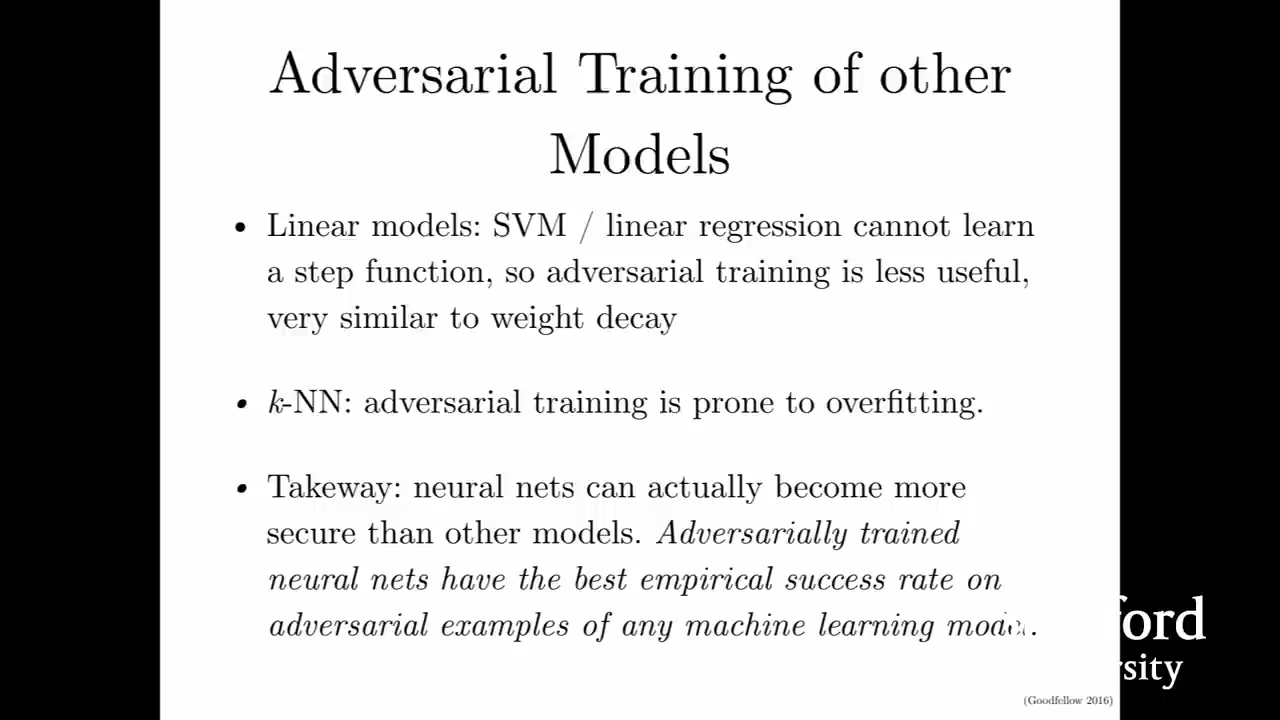 Adversarial Training of other
Models
• Linear models: SVM / linear regression cannot learn
a step function, so adversarial training is less useful,
very similar to weight decay
• k-NN: adversarial training is prone to overfitting.
• Takeway: neural nets can actually become more
secure than other models. Adversarially trained
neural nets have the best empirical success rate on
adversarial examples of any machine learning model.
ford
rsity
(Goodfellow 2016)